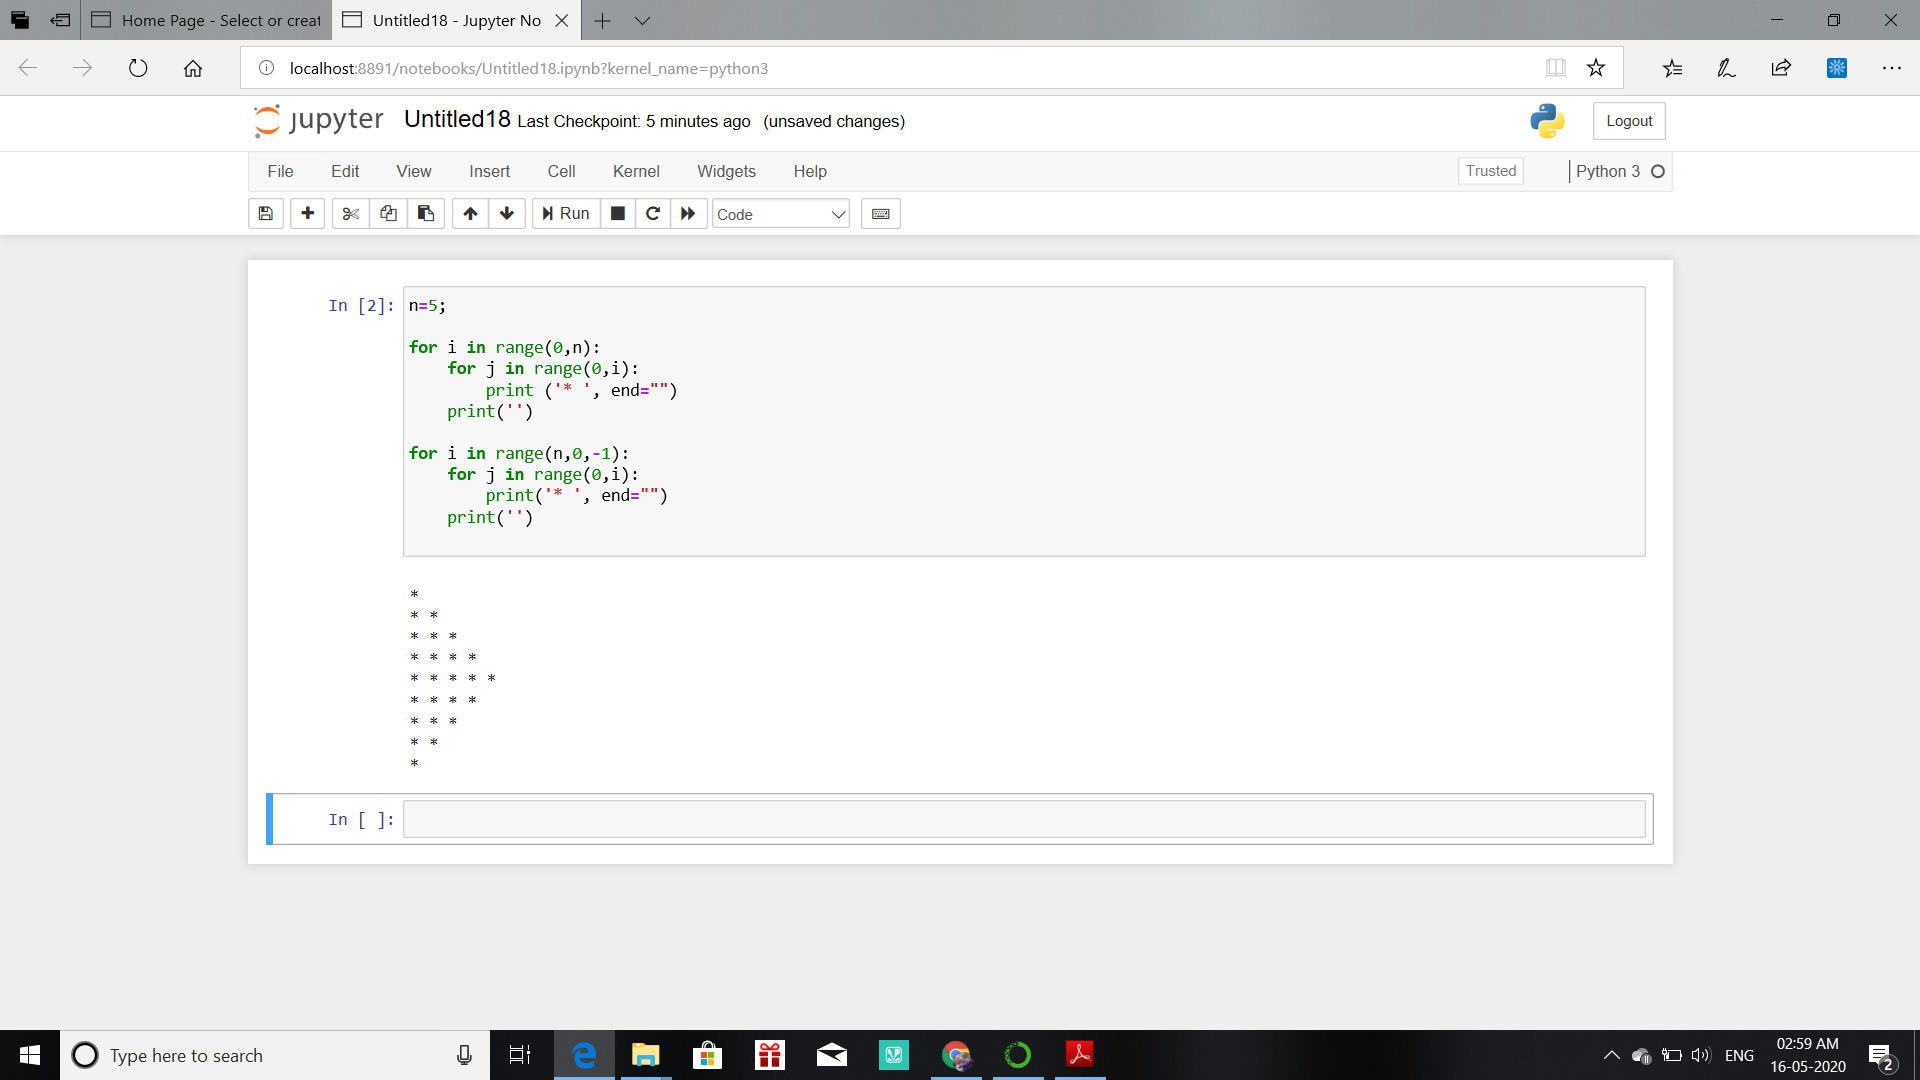 Home Page - Select or creat
Untitled18 - Jupyter No
localhost:8891/notebooks/Untitled18.ipynb?kernel_name=python3
jupyter Untitled18 Last Checkpoint: 5 minutes ago (unsaved changes)
Logout
File Edit View Insert Cell Kernel Widgets Help
Trusted
Python 3
Run
Code
In [2]:
n=5;

for i in range(0,n):
    for j in range(0,i):
        print ('* ', end="")
    print('')

for i in range(n,0,-1):
    for j in range(0,i):
        print('* ', end="")
    print('')

*
* *
* * *
* * * *
* * * * *
* * * *
* * *
* *
*
In [ ]:
Type here to search
ENG
02:59 AM
16-05-2020
2